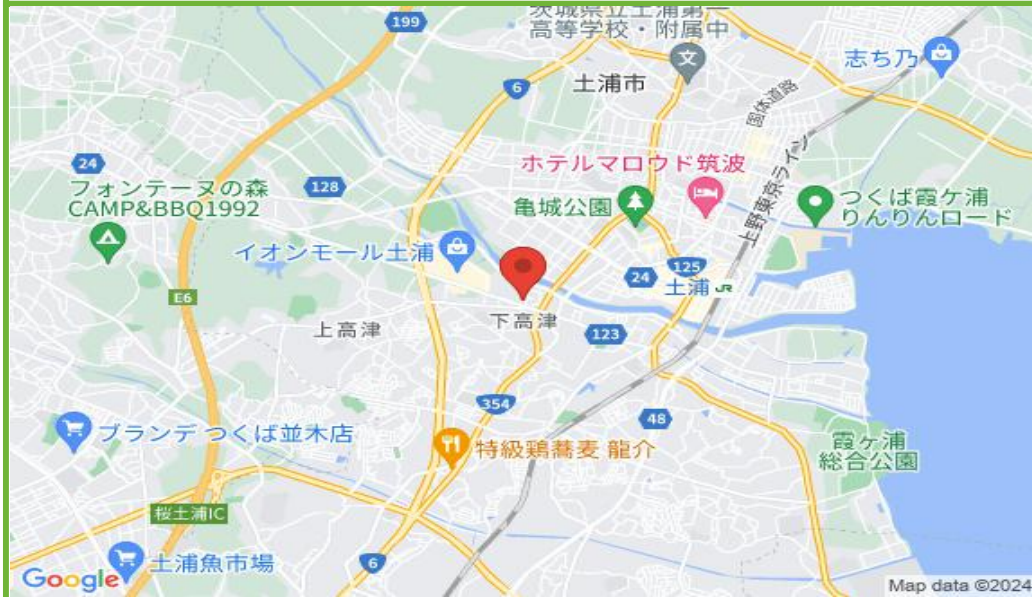 茨城県立土浦第一
高等学校・附属中
199
志ち乃
土浦市
6
国体道路
24
ホテルマロウド筑波
フォンテーヌの森
CAMP&BBQ1992
128
亀城公園
つくば霞ケ浦
りんりんロード
上野東京ライン
イオンモール土浦
24
125
土浦 JR
E6
上高津
下高津
123
354
48
ブランデ つくば並木店
特級鶏蕎麦 龍介
霞ヶ浦
総合公園
桜土浦IC
土浦魚市場
6
Google
Map data ©2024